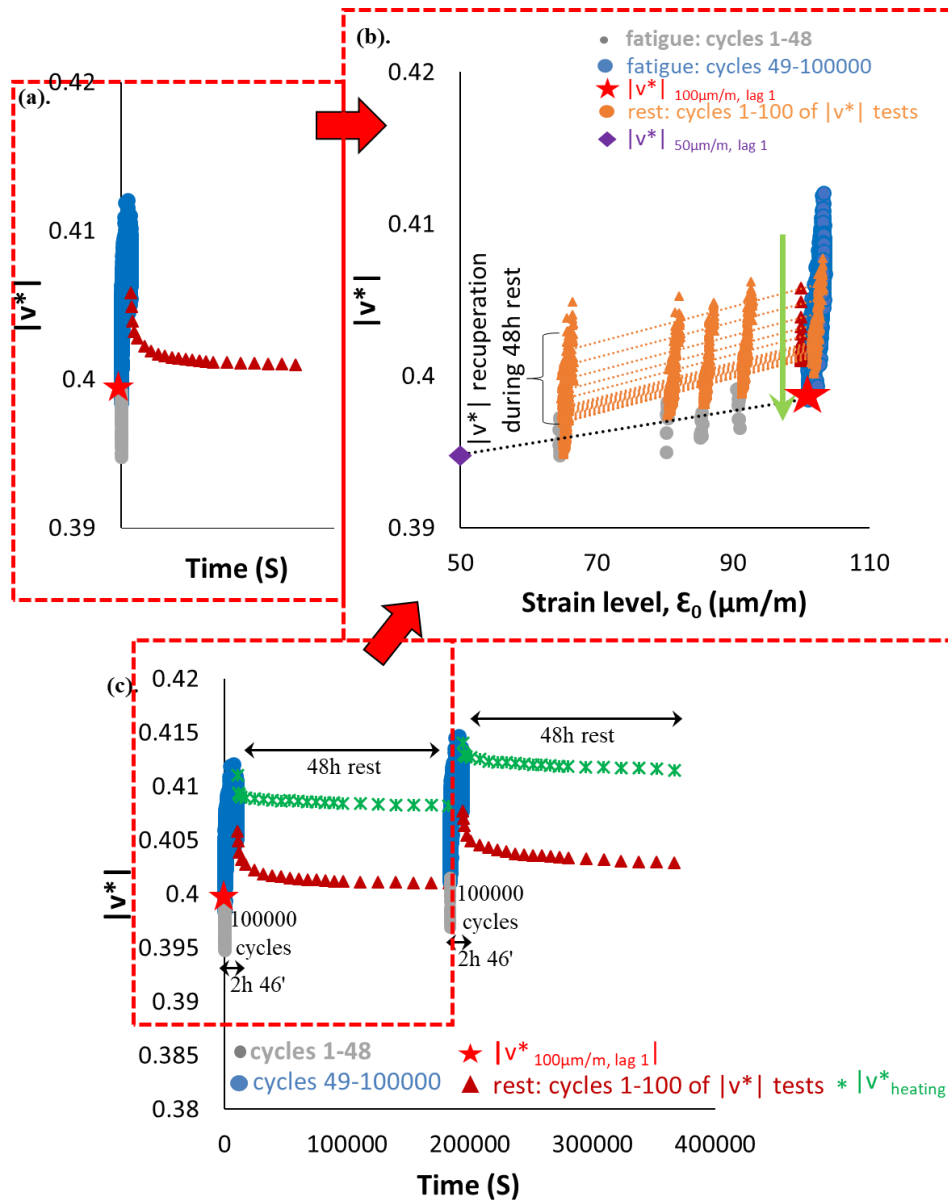 (a).
0.42
0.41
0.4
0.39
|v*|
Time (S)
(b).
fatigue: cycles 1-48
fatigue: cycles 49-100000
|v*| 100μm/m, lag 1
rest: cycles 1-100 of |v*| tests
|v*| 50μm/m, lag 1
0.42
0.41
0.4
0.39
|v*|
|v*| recuperation
during 48h rest
50
70
90
110
Strain level, Ɛ0 (μm/m)
(c).
0.42
0.415
0.41
0.405
0.4
0.395
0.39
0.385
0.38
|v*|
48h rest
48h rest
100000
cycles
2h 46'
100000
cycles
2h 46'
cycles 1-48
|v* 100μm/m, lag 1|
cycles 49-100000
rest: cycles 1-100 of |v*| tests
* |v*heating
0
100000
200000
300000
400000
Time (S)